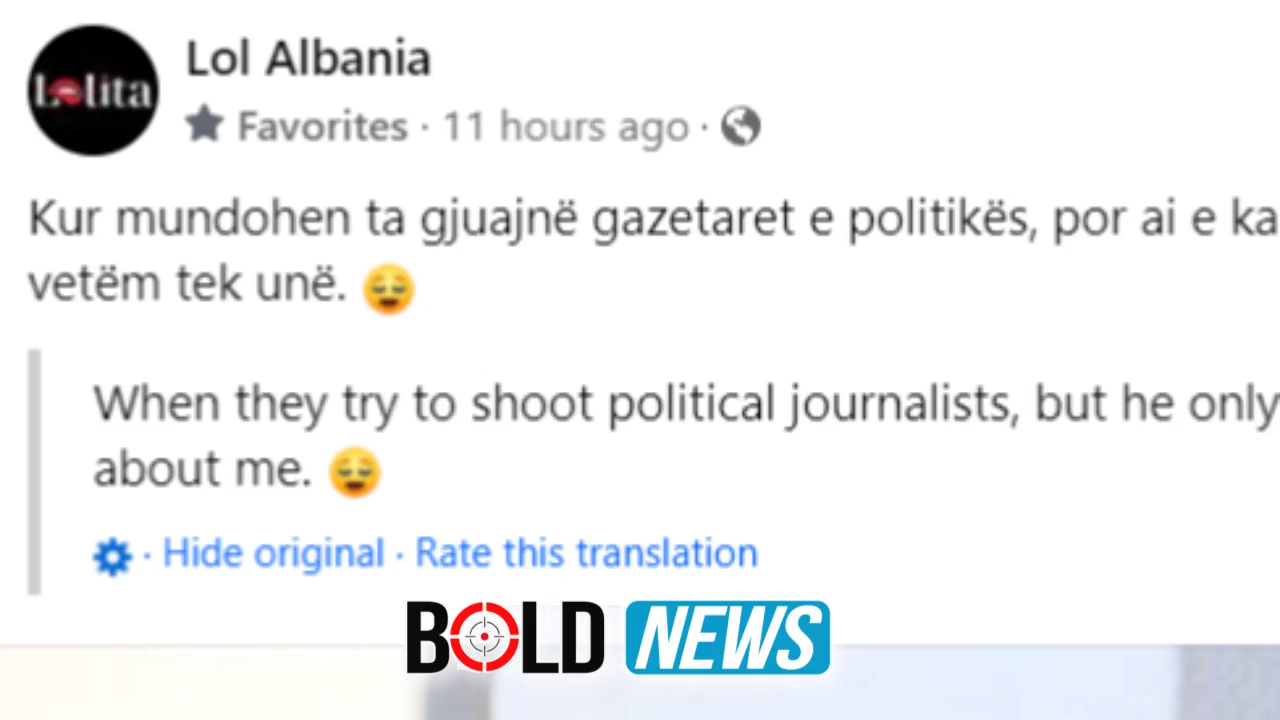 Lolita
Lol Albania
Favorites · 11 hours ago ·
Kur mundohen ta gjuajnë gazetaret e politikës, por ai e ka
vetëm tek unë. 😩
When they try to shoot political journalists, but he only
about me. 😩
· Hide original · Rate this translation
BOLD NEWS